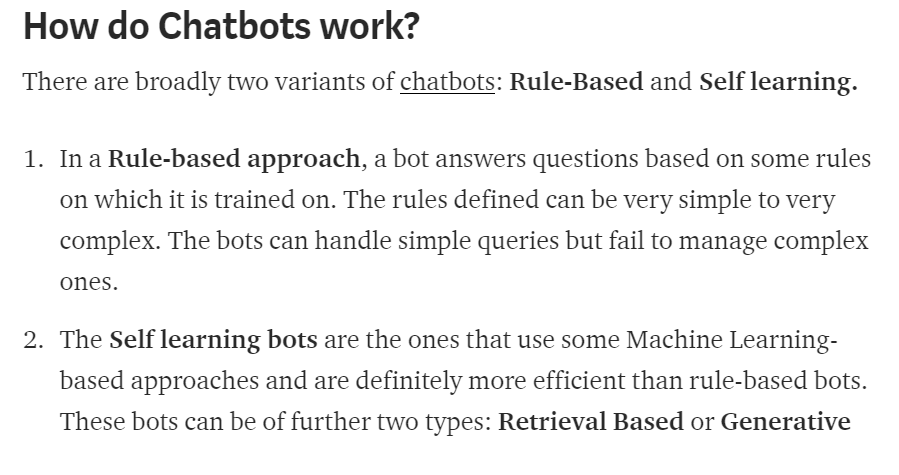 How do Chatbots work?
There are broadly two variants of chatbots: Rule-Based and Self learning.
1. In a Rule-based approach, a bot answers questions based on some rules
on which it is trained on. The rules defined can be very simple to very
complex. The bots can handle simple queries but fail to manage complex
ones.
2. The Self learning bots are the ones that use some Machine Learning-
based approaches and are definitely more efficient than rule-based bots.
These bots can be of further two types: Retrieval Based or Generative